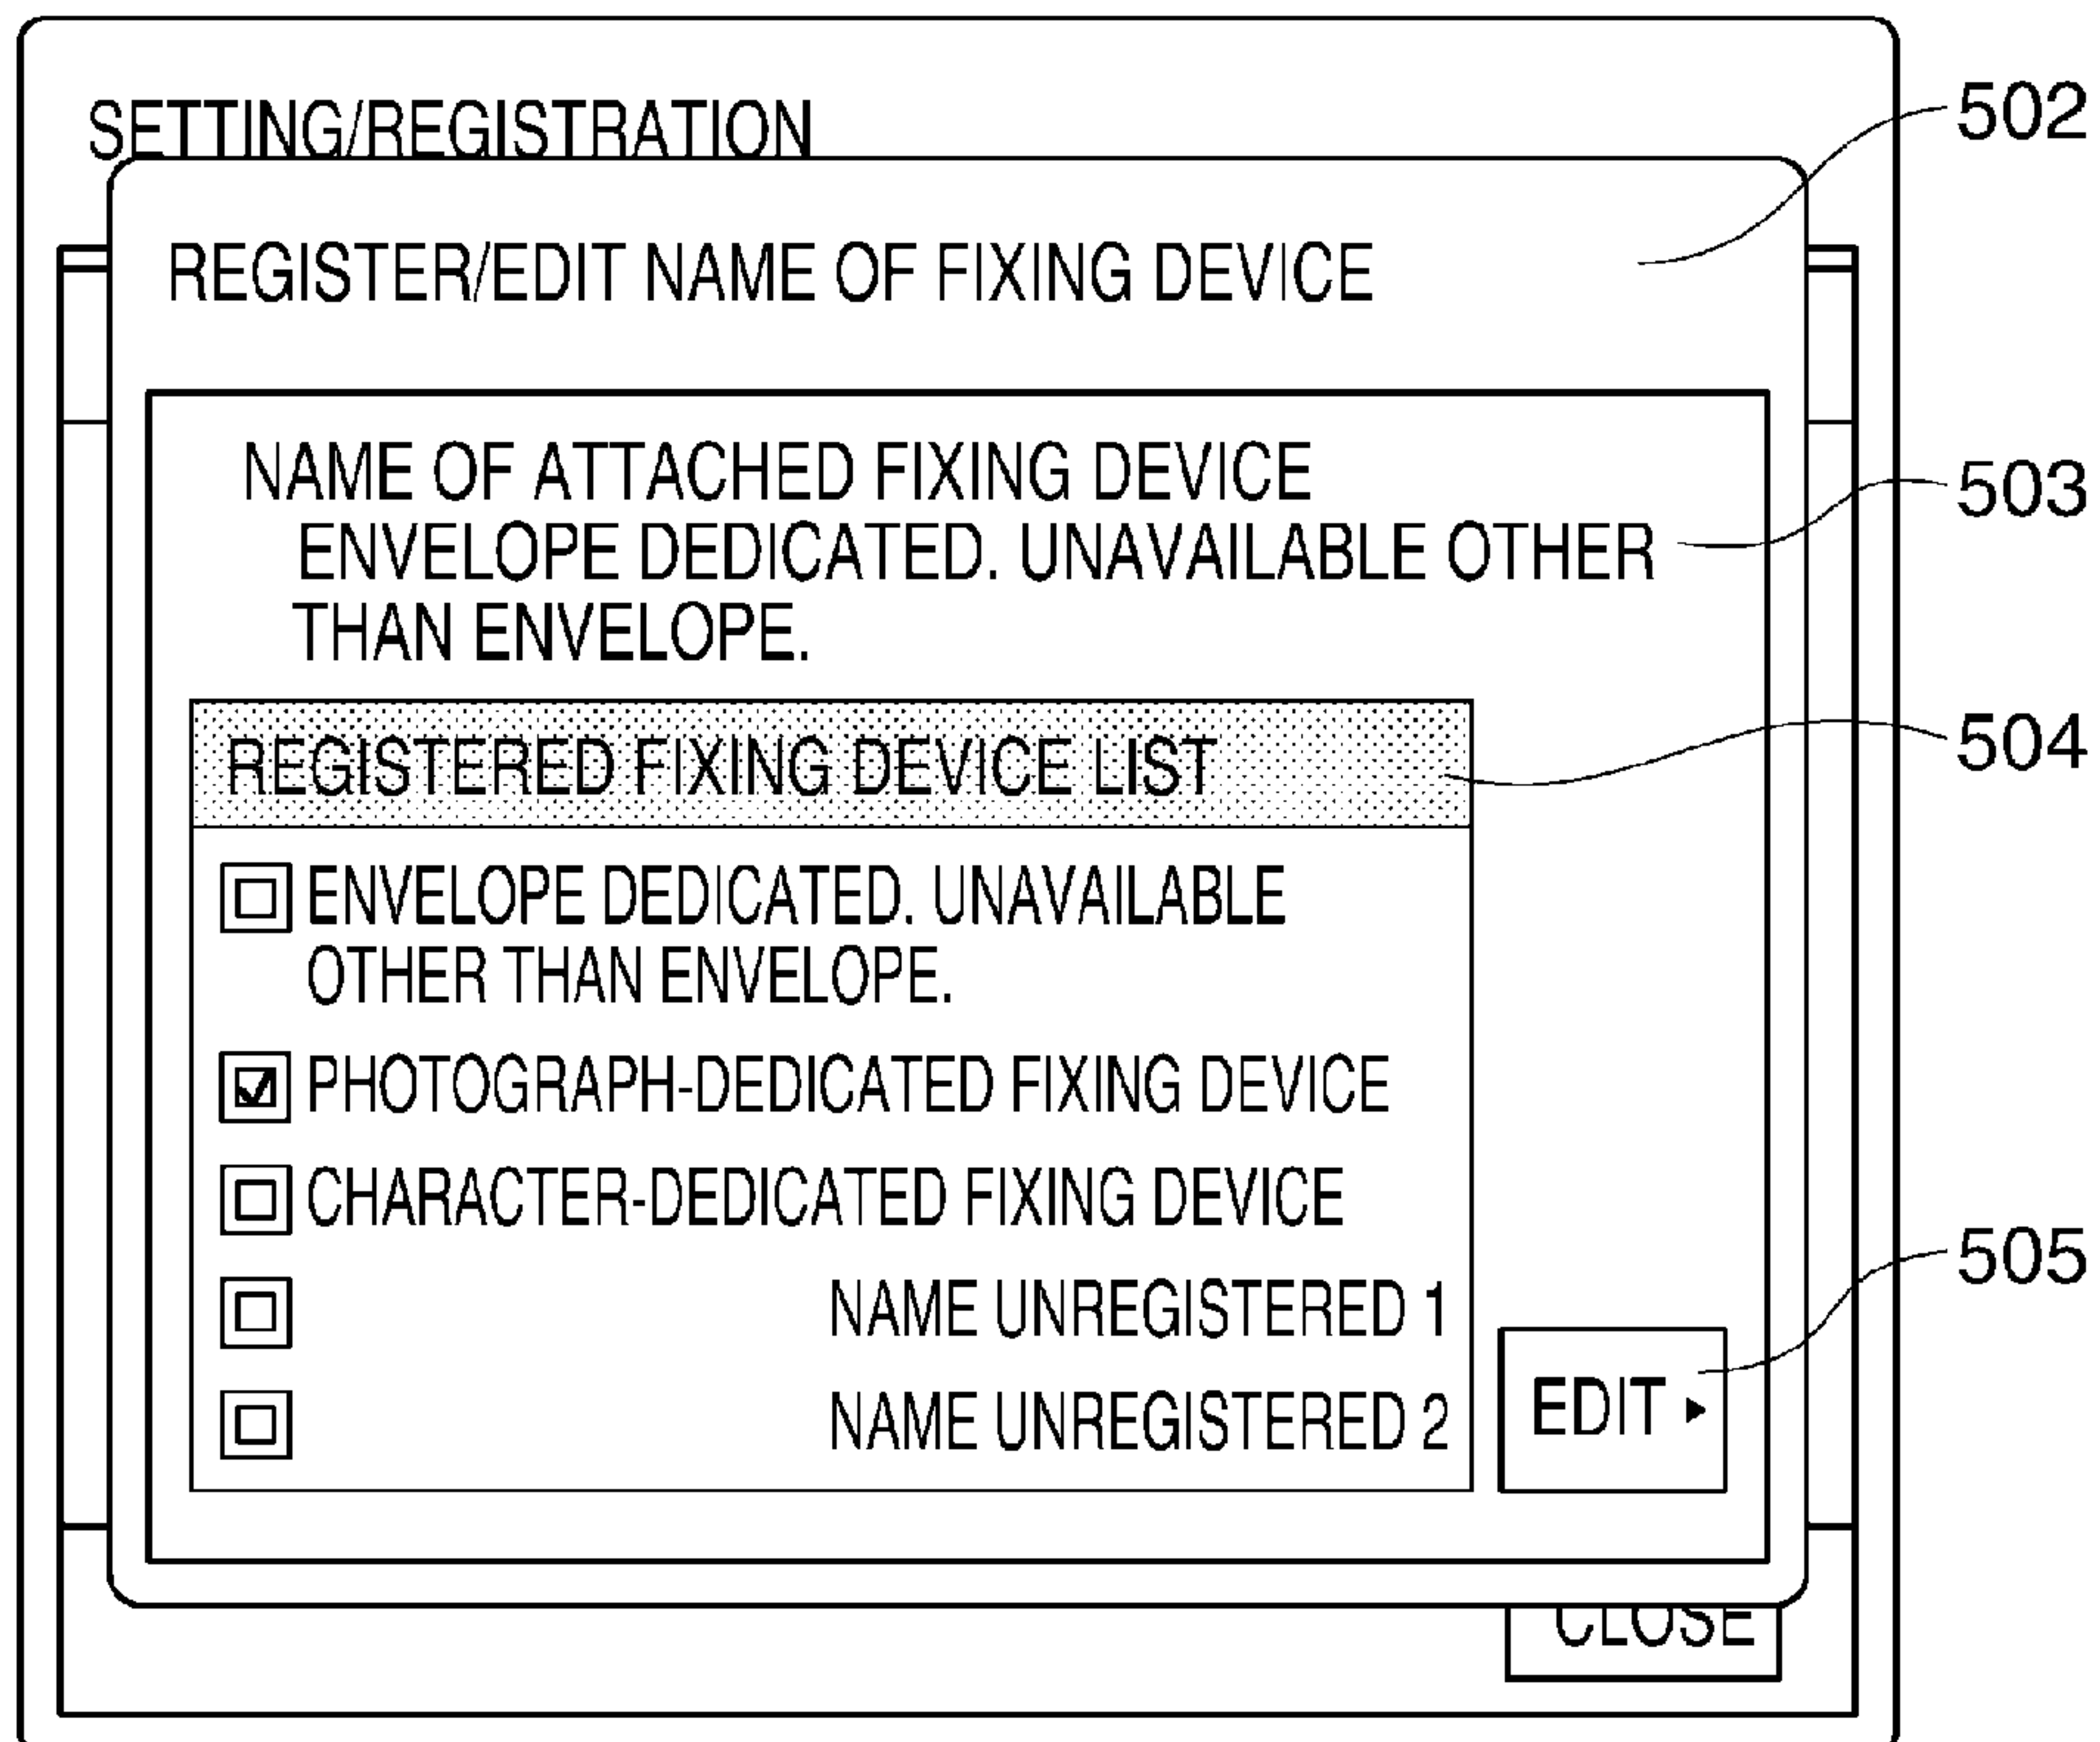 SETTING/REGISTRATION
502
REGISTER/EDIT NAME OF FIXING DEVICE
NAME OF ATTACHED FIXING DEVICE
503
ENVELOPE DEDICATED. UNAVAILABLE OTHER
THAN ENVELOPE.
504
REGISTERED FIXING DEVICE LIST
ENVELOPE DEDICATED. UNAVAILABLE
OTHER THAN ENVELOPE.
PHOTOGRAPH-DEDICATED FIXING DEVICE
CHARACTER-DEDICATED FIXING DEVICE
505
NAME UNREGISTERED 1
EDIT
NAME UNREGISTERED 2
CLOSE